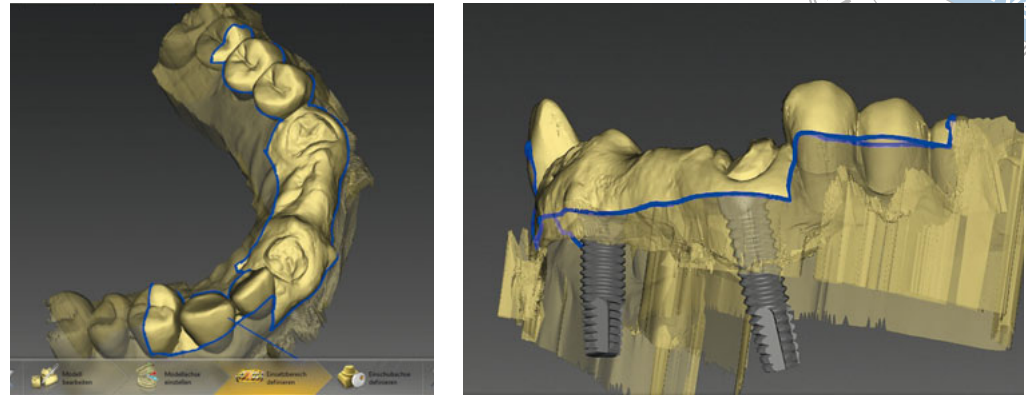 Modell
bearbeiten
Modellachse
einstellen
Einsatzbereich
definieren
Einschubachse
definieren